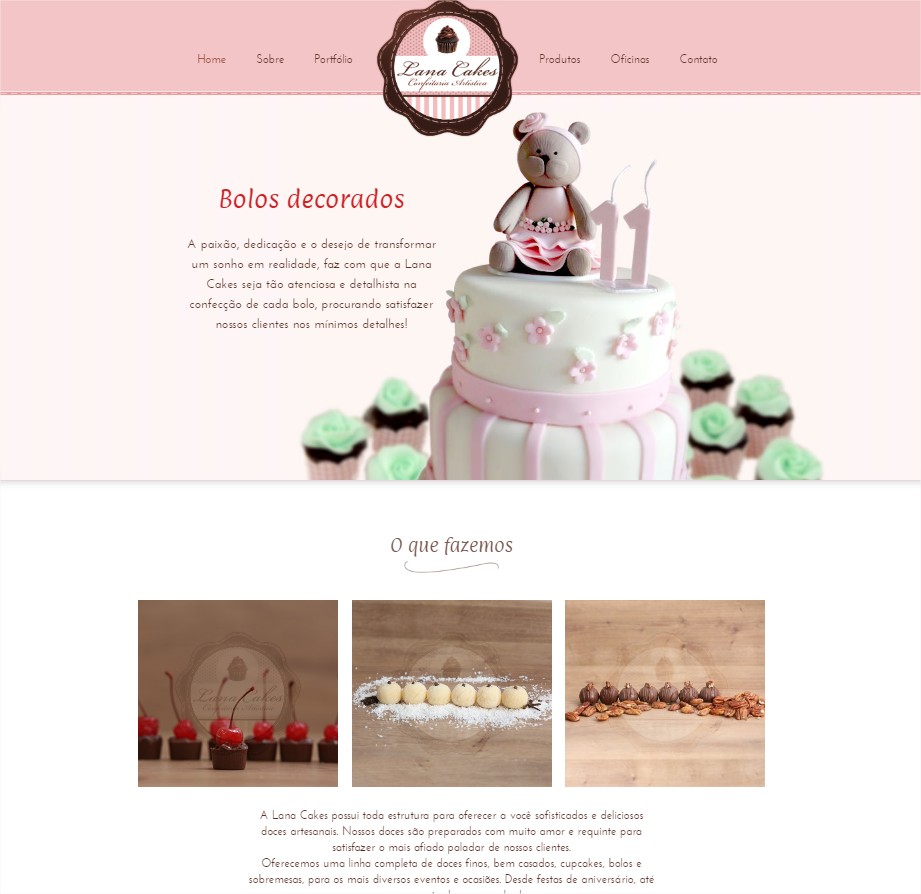 Home
Sobre
Portfólio
Lana Cakes
Confeitaria Artística
Produtos
Oficinas
Contato
Bolos decorados
A paixão, dedicação e o desejo de transformar
um sonho em realidade, faz com que a Lana
Cakes seja tão atenciosa e detalhista na
confecção de cada bolo, procurando satisfazer
nossos clientes nos mínimos detalhes!
11
O que fazemos
Lana Cakes
A Lana Cakes possui toda estrutura para oferecer a você sofisticados e deliciosos
doces artesanais. Nossos doces são preparados com muito amor e requinte para
satisfazer o mais afiado paladar de nossos clientes.
Oferecemos uma linha completa de doces finos, bem casados, cupcakes, bolos e
sobremesas, para os mais diversos eventos e ocasiões. Desde festas de aniversário, até